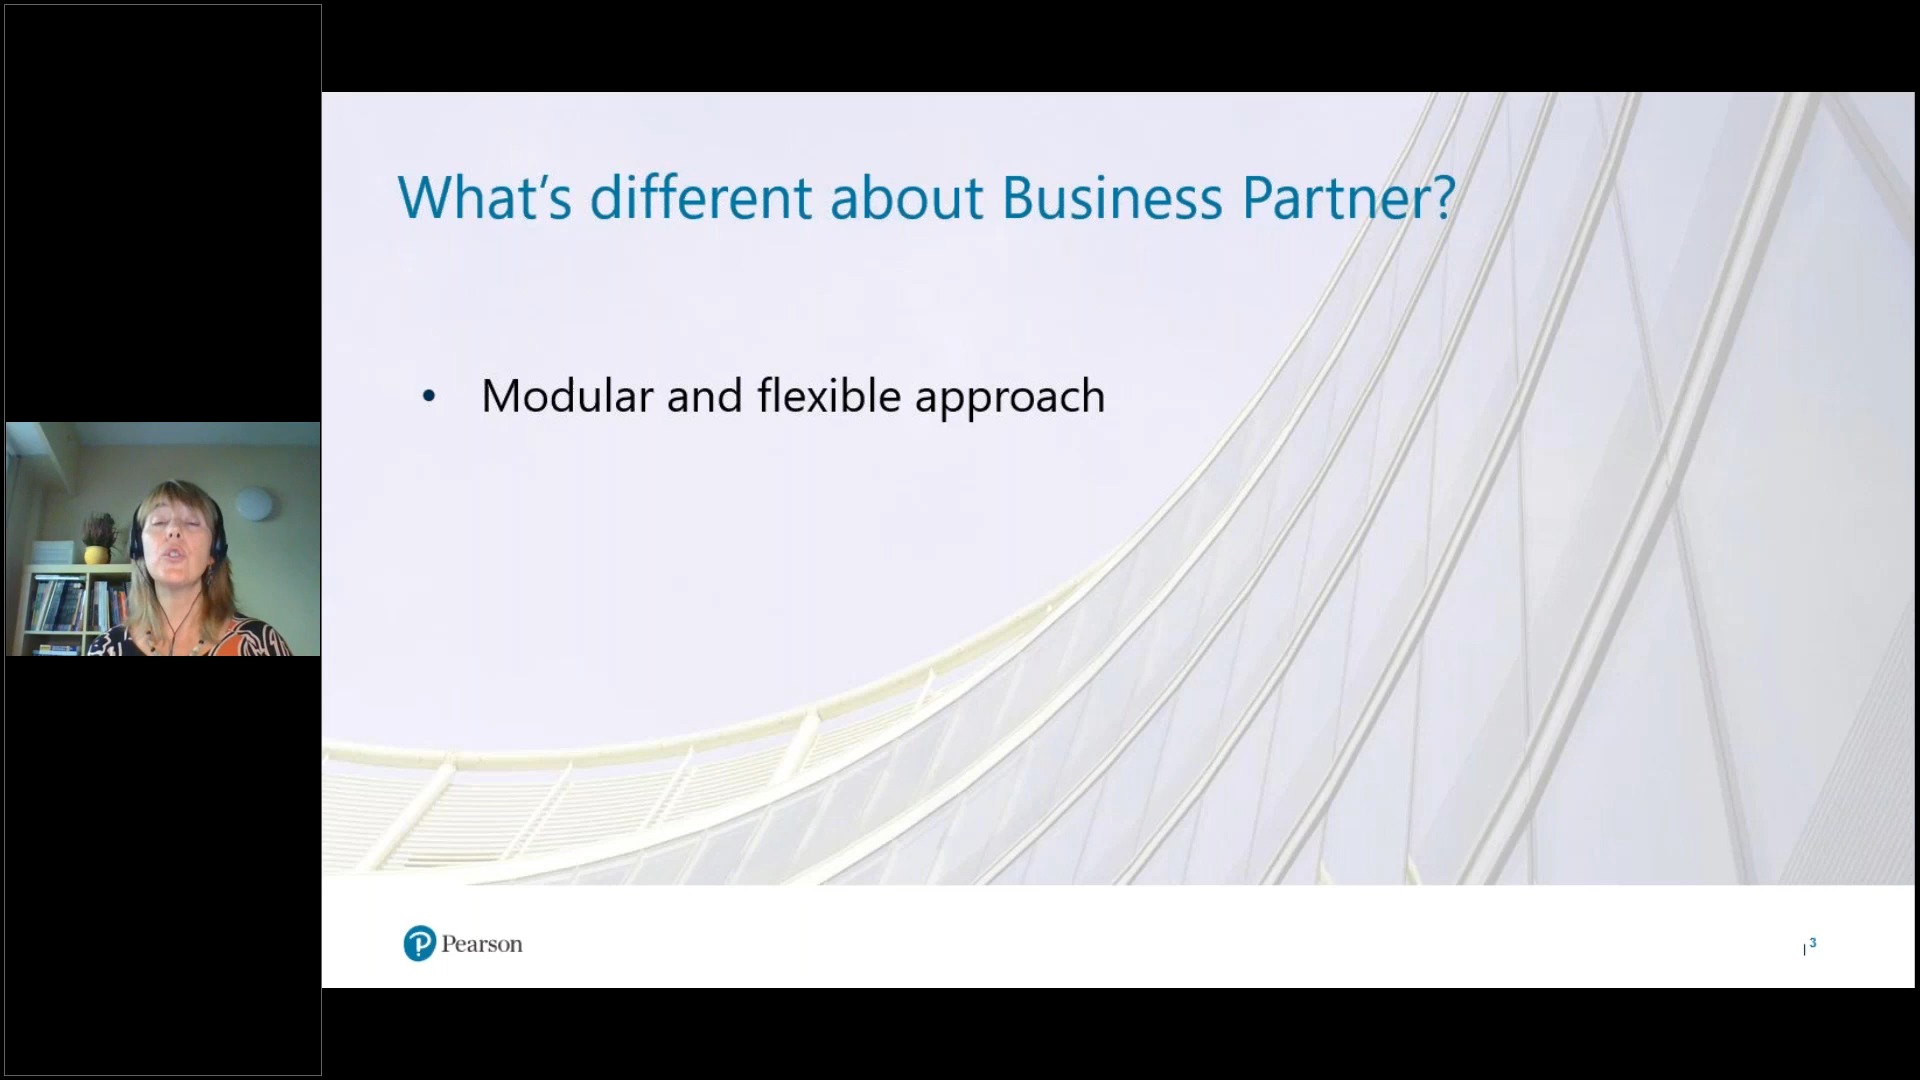 What’s different about Business Partner?
• Modular and flexible approach
Pearson
| 3